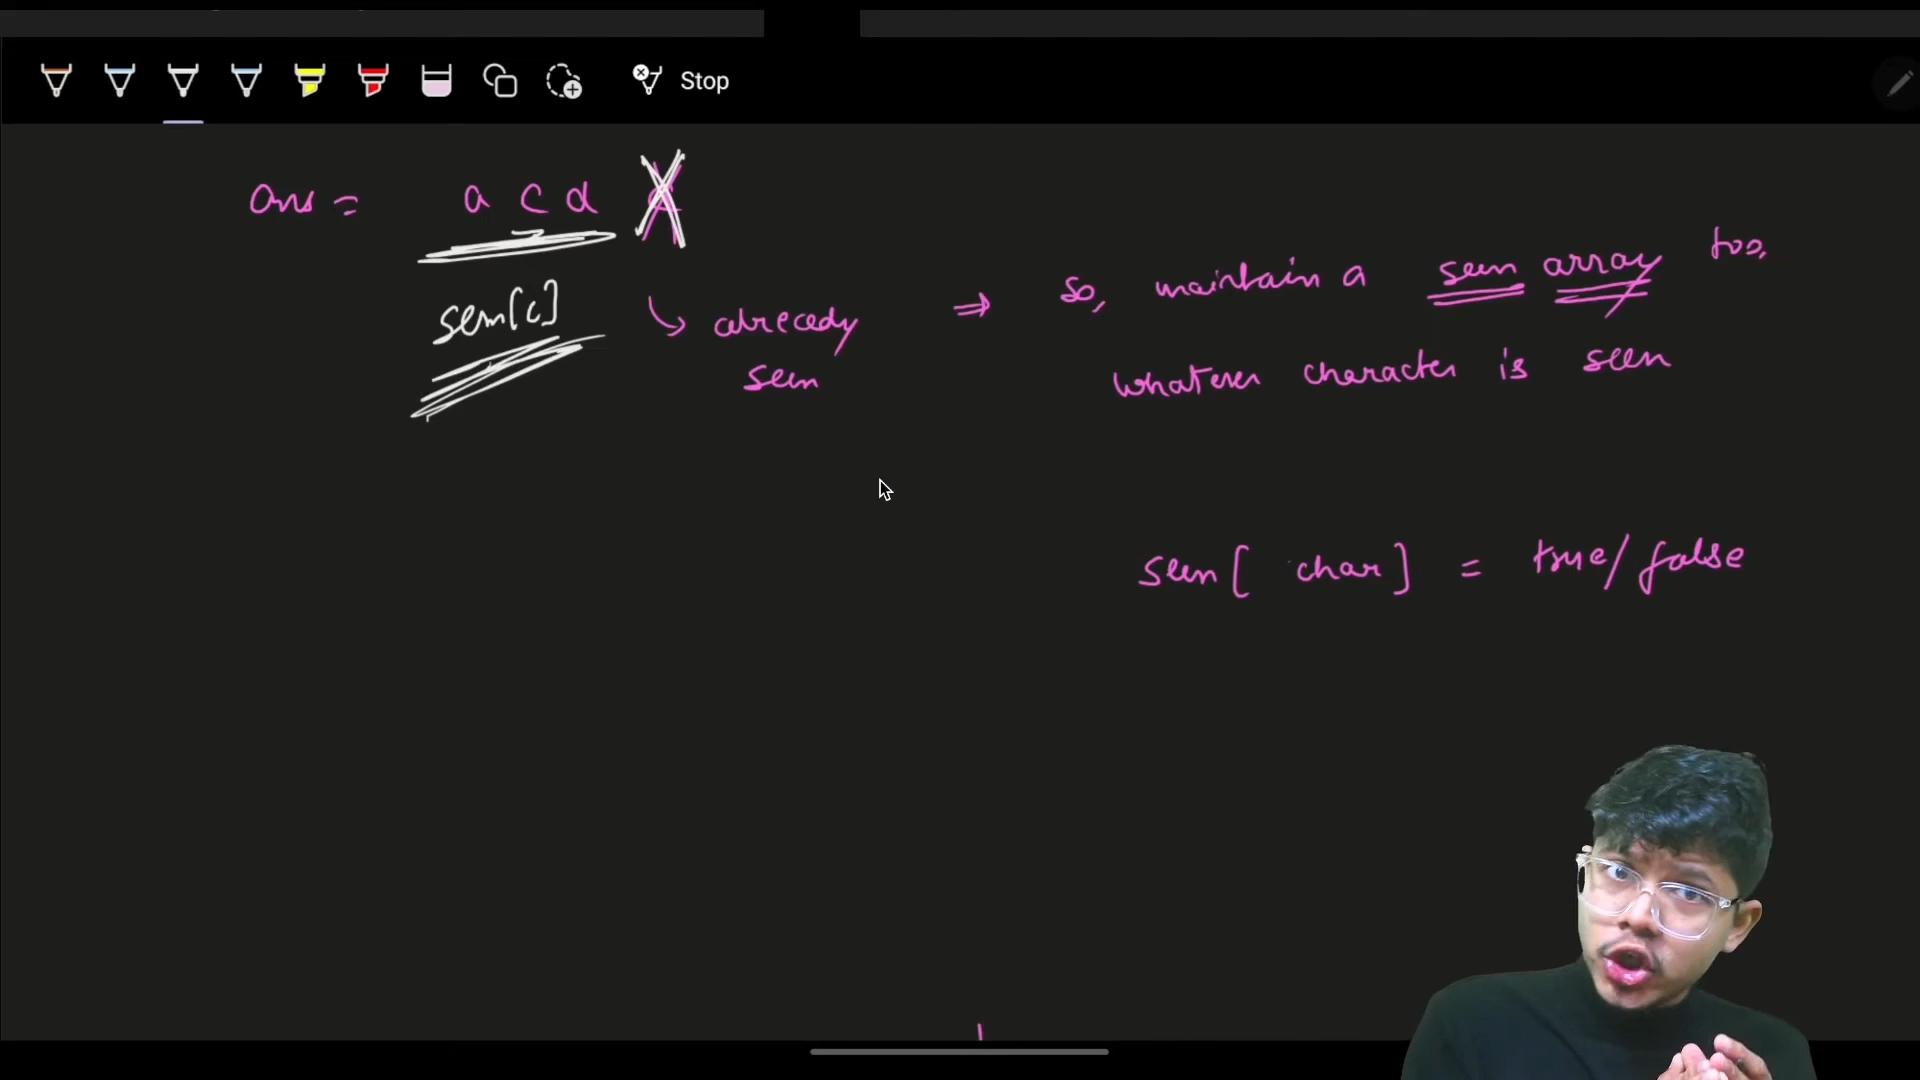 Stop
Ans = a c d
seen[c]
already
seen
⇒ So, maintain a seen array too,
whatever character is seen
seen[ char ] = true/false